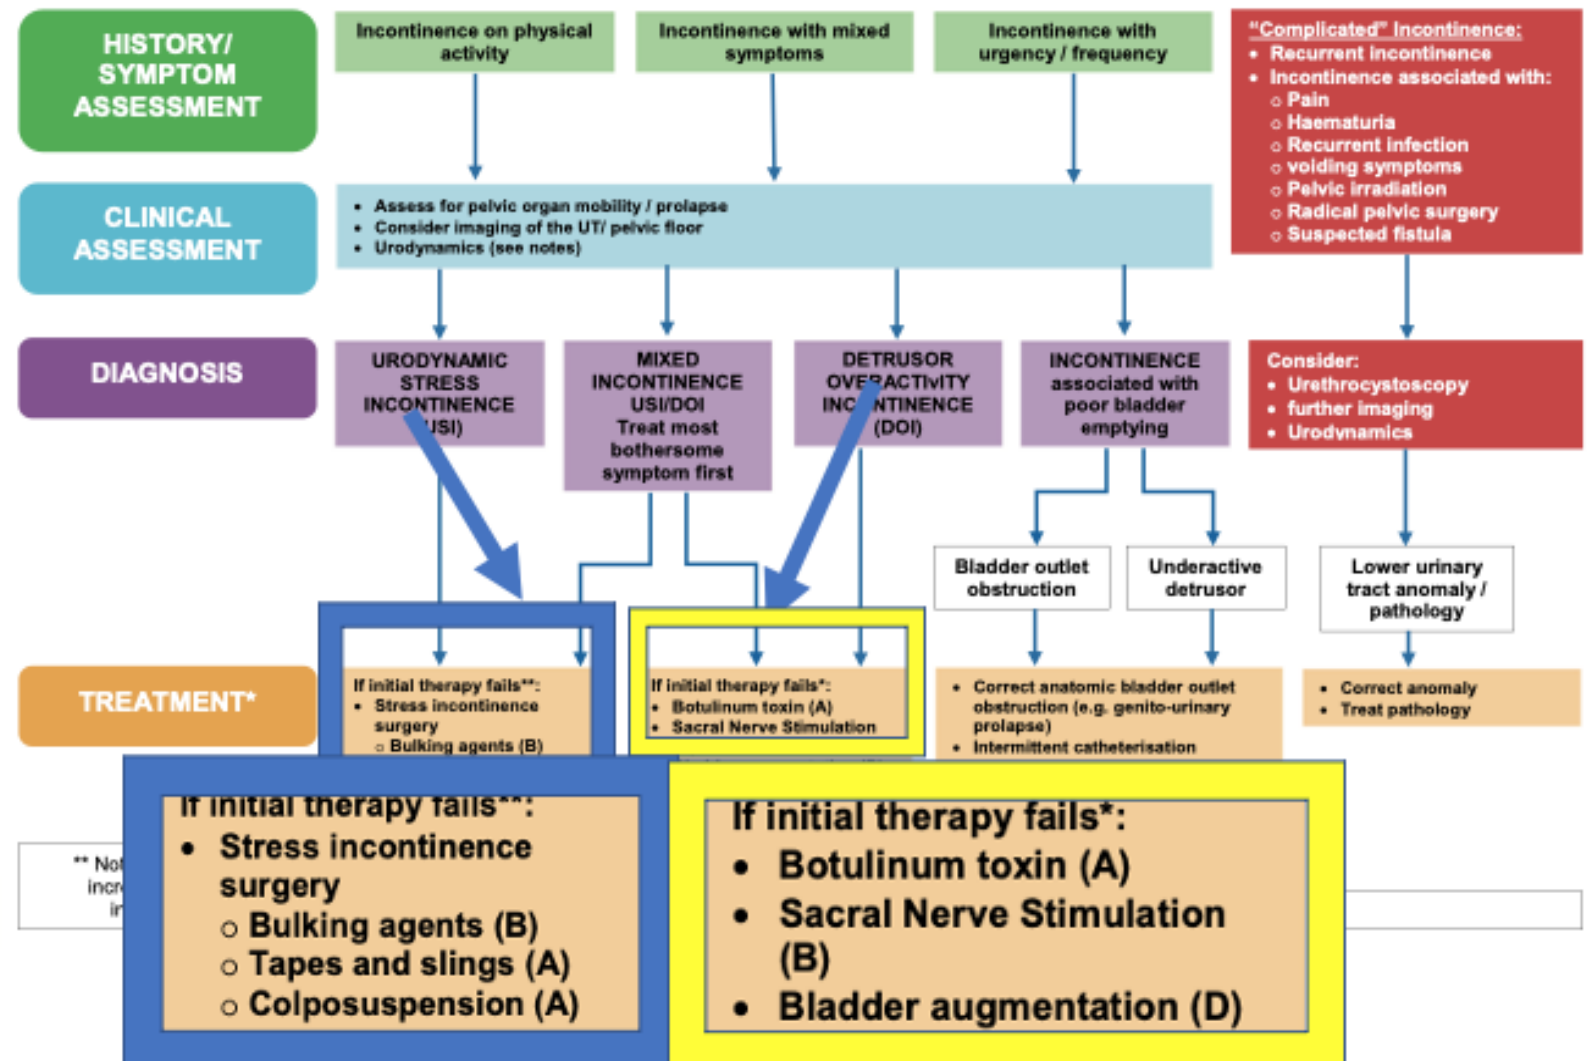 HISTORY/
SYMPTOM
ASSESSMENT
Incontinence on physical
activity
Incontinence with mixed
symptoms
Incontinence with
urgency / frequency
“Complicated” Incontinence:
• Recurrent incontinence
• Incontinence associated with:
o Pain
o Haematuria
o Recurrent infection
o voiding symptoms
o Pelvic irradiation
o Radical pelvic surgery
o Suspected fistula
CLINICAL
ASSESSMENT
• Assess for pelvic organ mobility / prolapse
• Consider imaging of the UT/ pelvic floor
• Urodynamics (see notes)
DIAGNOSIS
URODYNAMIC
STRESS
INCONTINENCE
(USI)
MIXED
INCONTINENCE
USI/DOI
Treat most
bothersome
symptom first
DETRUSOR
OVERACTIVITY
INCONTINENCE
(DOI)
INCONTINENCE
associated with
poor bladder
emptying
Consider:
• Urethrocystoscopy
• further imaging
• Urodynamics
Bladder outlet
obstruction
Underactive
detrusor
Lower urinary
tract anomaly /
pathology
TREATMENT*
If initial therapy fails**:
• Stress incontinence
surgery
o Bulking agents (B)
If initial therapy fails*:
• Botulinum toxin (A)
• Sacral Nerve Stimulation
• Correct anatomic bladder outlet
obstruction (e.g. genito-urinary
prolapse)
• Intermittent catheterisation
• Correct anomaly
• Treat pathology
If initial therapy fails**:
• Stress incontinence
surgery
o Bulking agents (B)
o Tapes and slings (A)
o Colposuspension (A)
If initial therapy fails*:
• Botulinum toxin (A)
• Sacral Nerve Stimulation
(B)
• Bladder augmentation (D)
**